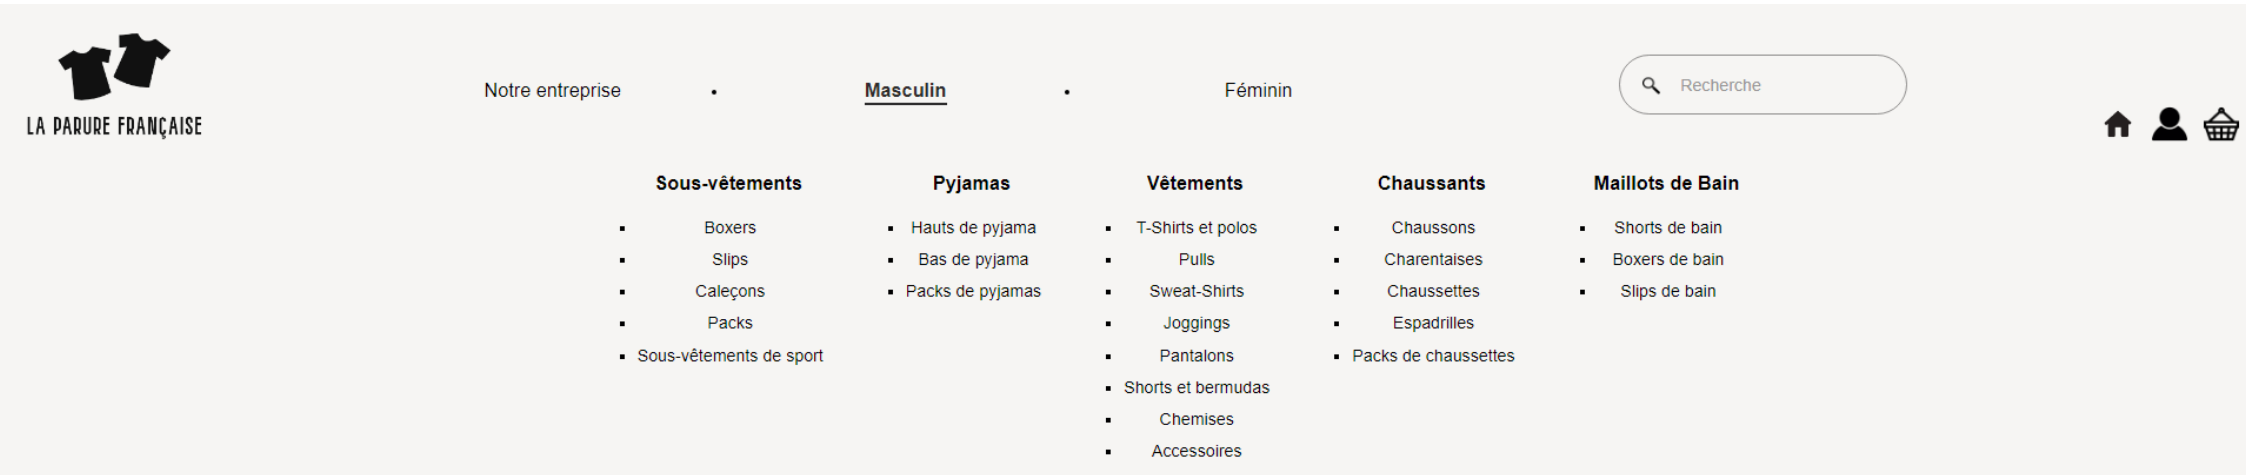 LA PARURE FRANÇAISE
Notre entreprise • Masculin • Féminin
Recherche
Sous-vêtements
Boxers
Slips
Caleçons
Packs
Sous-vêtements de sport
Pyjamas
Hauts de pyjama
Bas de pyjama
Packs de pyjamas
Vêtements
T-Shirts et polos
Pulls
Sweat-Shirts
Joggings
Pantalons
Shorts et bermudas
Chemises
Accessoires
Chaussants
Chaussons
Charentaises
Chaussettes
Espadrilles
Packs de chaussettes
Maillots de Bain
Shorts de bain
Boxers de bain
Slips de bain